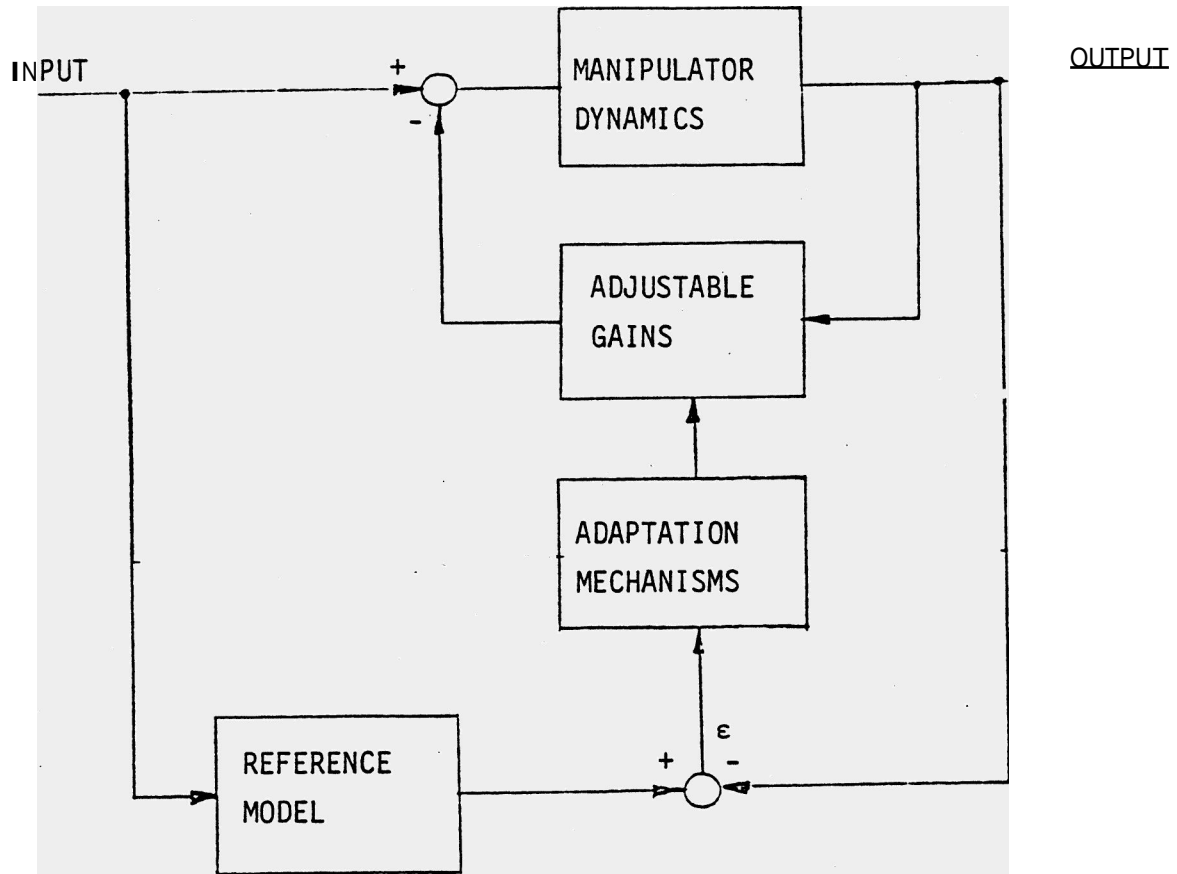 INPUT
OUTPUT
+
-
MANIPULATOR
DYNAMICS
ADJUSTABLE
GAINS
ADAPTATION
MECHANISMS
ε
+
-
REFERENCE
MODEL